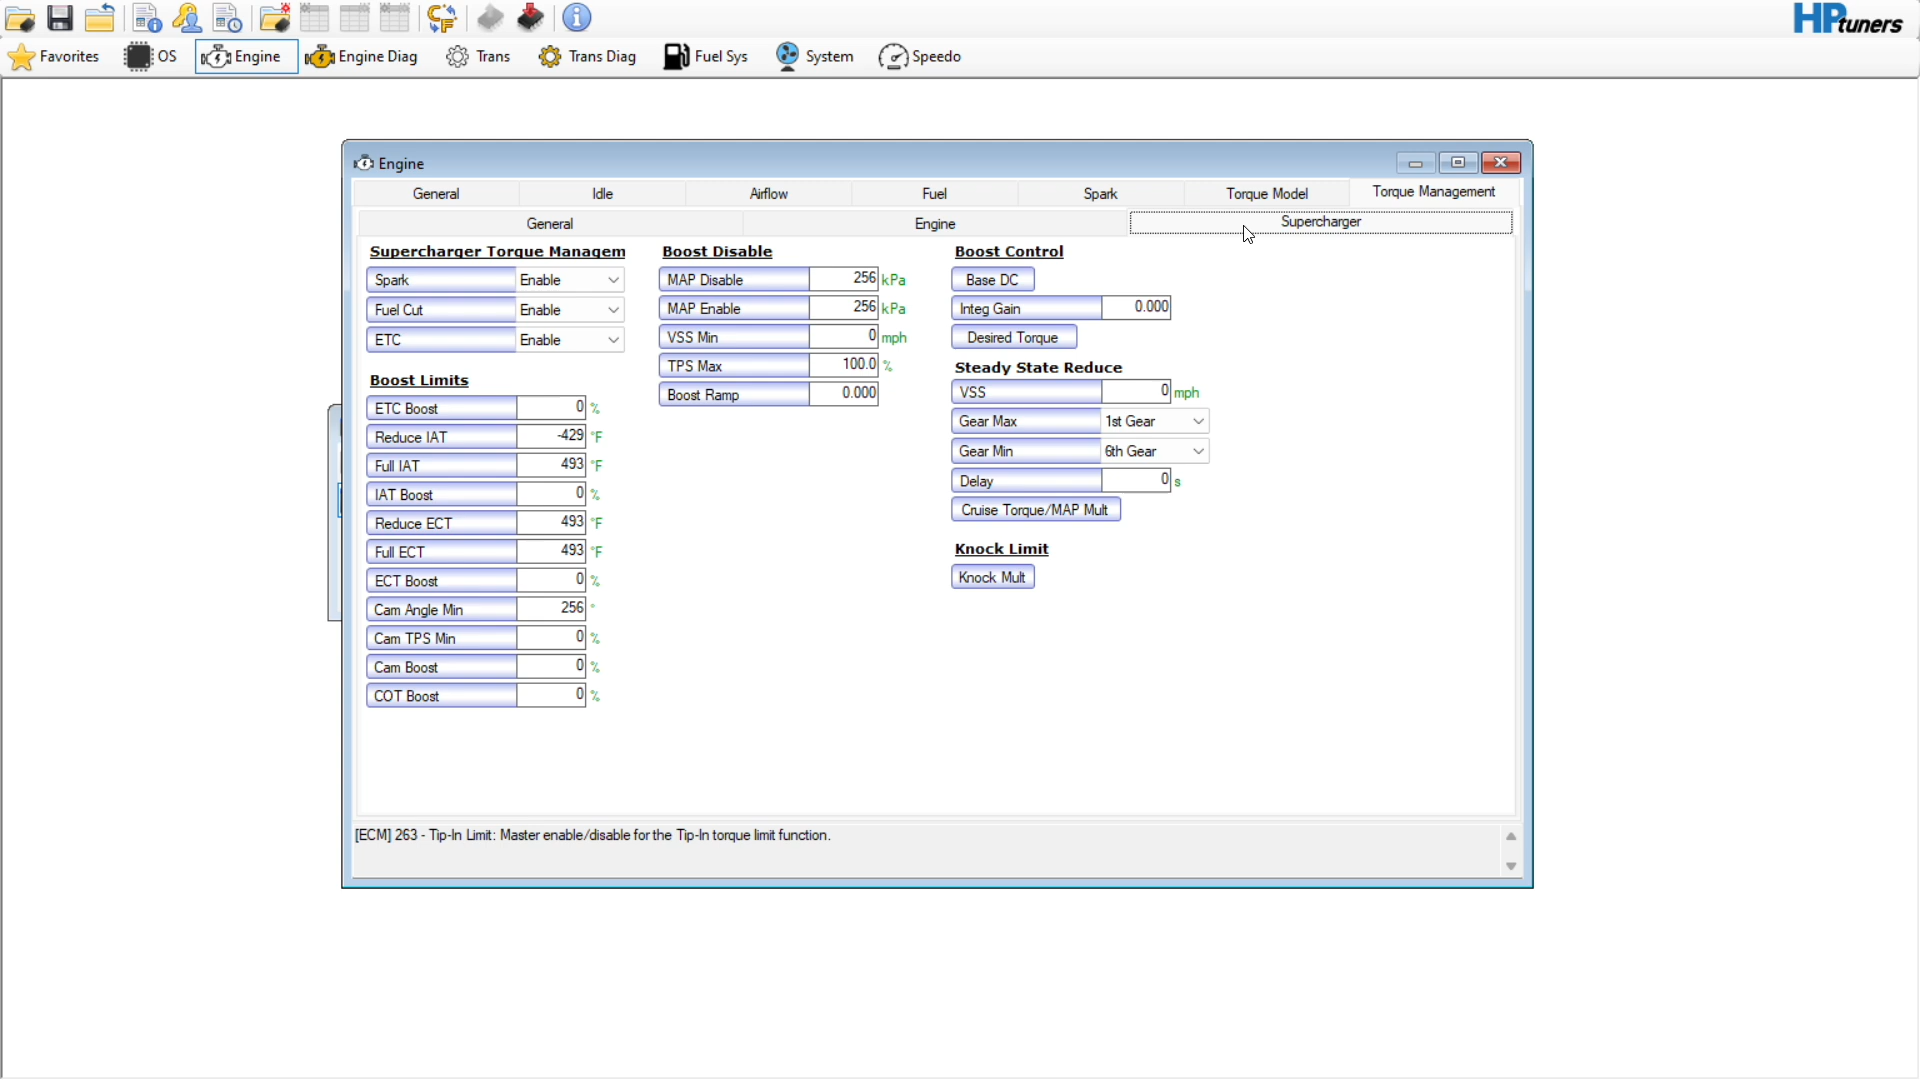 HPtuners
Favorites OS Engine Engine Diag Trans Trans Diag Fuel Sys System Speedo
Engine
General Idle Airflow Fuel Spark Torque Model Torque Management
General Engine Supercharger
Supercharger Torque Managem
Spark Enable
Fuel Cut Enable
ETC Enable
Boost Limits
ETC Boost 0 %
Reduce IAT -429 °F
Full IAT 493 °F
IAT Boost 0 %
Reduce ECT 493 °F
Full ECT 493 °F
ECT Boost 0 %
Cam Angle Min 256 °
Cam TPS Min 0 %
Cam Boost 0 %
COT Boost 0 %
Boost Disable
MAP Disable 256 kPa
MAP Enable 256 kPa
VSS Min 0 mph
TPS Max 100.0 %
Boost Ramp 0.000
Boost Control
Base DC
Integ Gain 0.000
Desired Torque
Steady State Reduce
VSS 0 mph
Gear Max 1st Gear
Gear Min 6th Gear
Delay 0 s
Cruise Torque/MAP Mult
Knock Limit
Knock Mult
[ECM] 263 - Tip-In Limit: Master enable/disable for the Tip-In torque limit function.